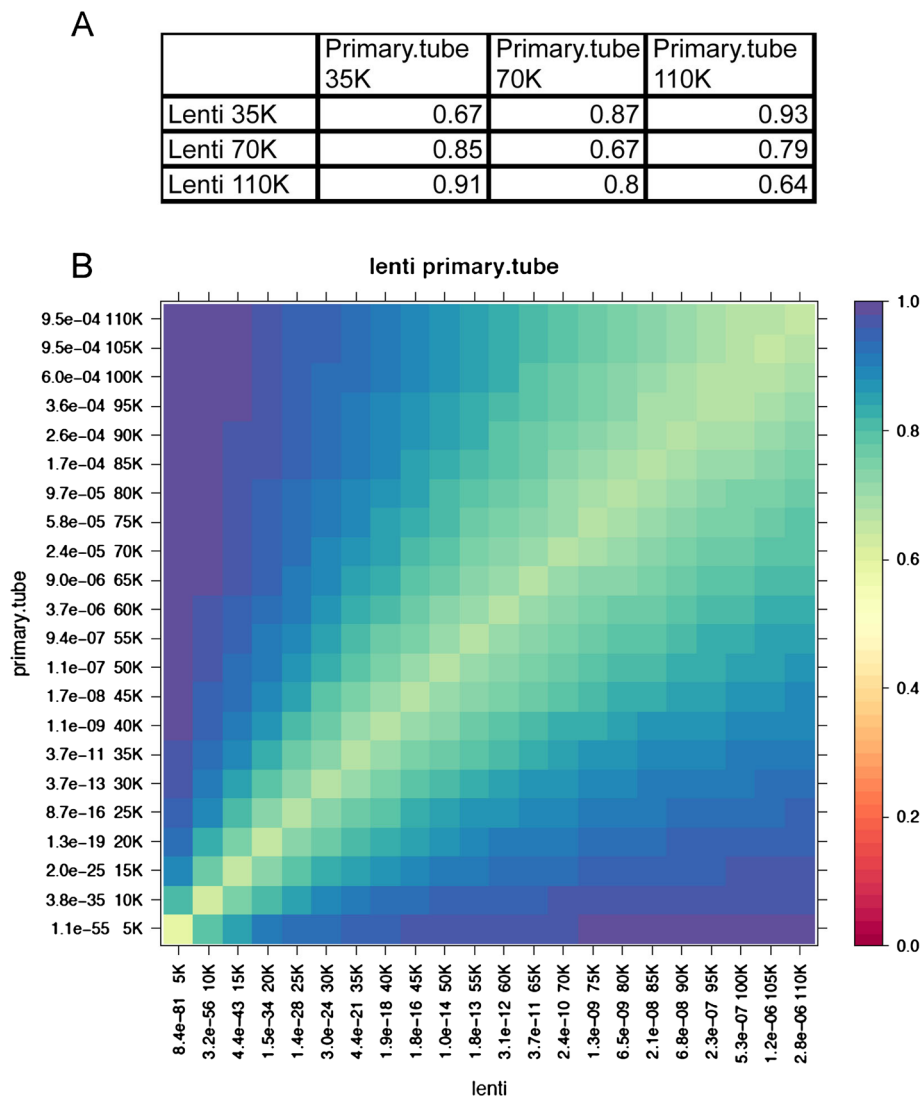 A
Primary.tube 35K Primary.tube 70K Primary.tube 110K
Lenti 35K 0.67 0.87 0.93
Lenti 70K 0.85 0.67 0.79
Lenti 110K 0.91 0.8 0.64
B
lenti primary.tube
primary.tube
9.5e−04 110K
9.5e−04 105K
6.0e−04 100K
3.6e−04 95K
2.6e−04 90K
1.7e−04 85K
9.7e−05 80K
5.8e−05 75K
2.4e−05 70K
9.0e−06 65K
3.7e−06 60K
9.4e−07 55K
1.1e−07 50K
1.7e−08 45K
1.1e−09 40K
3.7e−11 35K
3.7e−13 30K
8.7e−16 25K
1.3e−19 20K
2.0e−25 15K
3.8e−35 10K
1.1e−55 5K
1.0
0.8
0.6
0.4
0.2
0.0
8.4e−81 5K
3.2e−56 10K
4.4e−43 15K
1.5e−34 20K
1.4e−28 25K
3.0e−24 30K
4.4e−21 35K
1.9e−18 40K
1.8e−16 45K
1.0e−14 50K
1.8e−13 55K
3.1e−12 60K
3.7e−11 65K
2.4e−10 70K
1.3e−09 75K
6.5e−09 80K
2.1e−08 85K
6.8e−08 90K
2.3e−07 95K
5.3e−07 100K
1.2e−06 105K
2.8e−06 110K
lenti